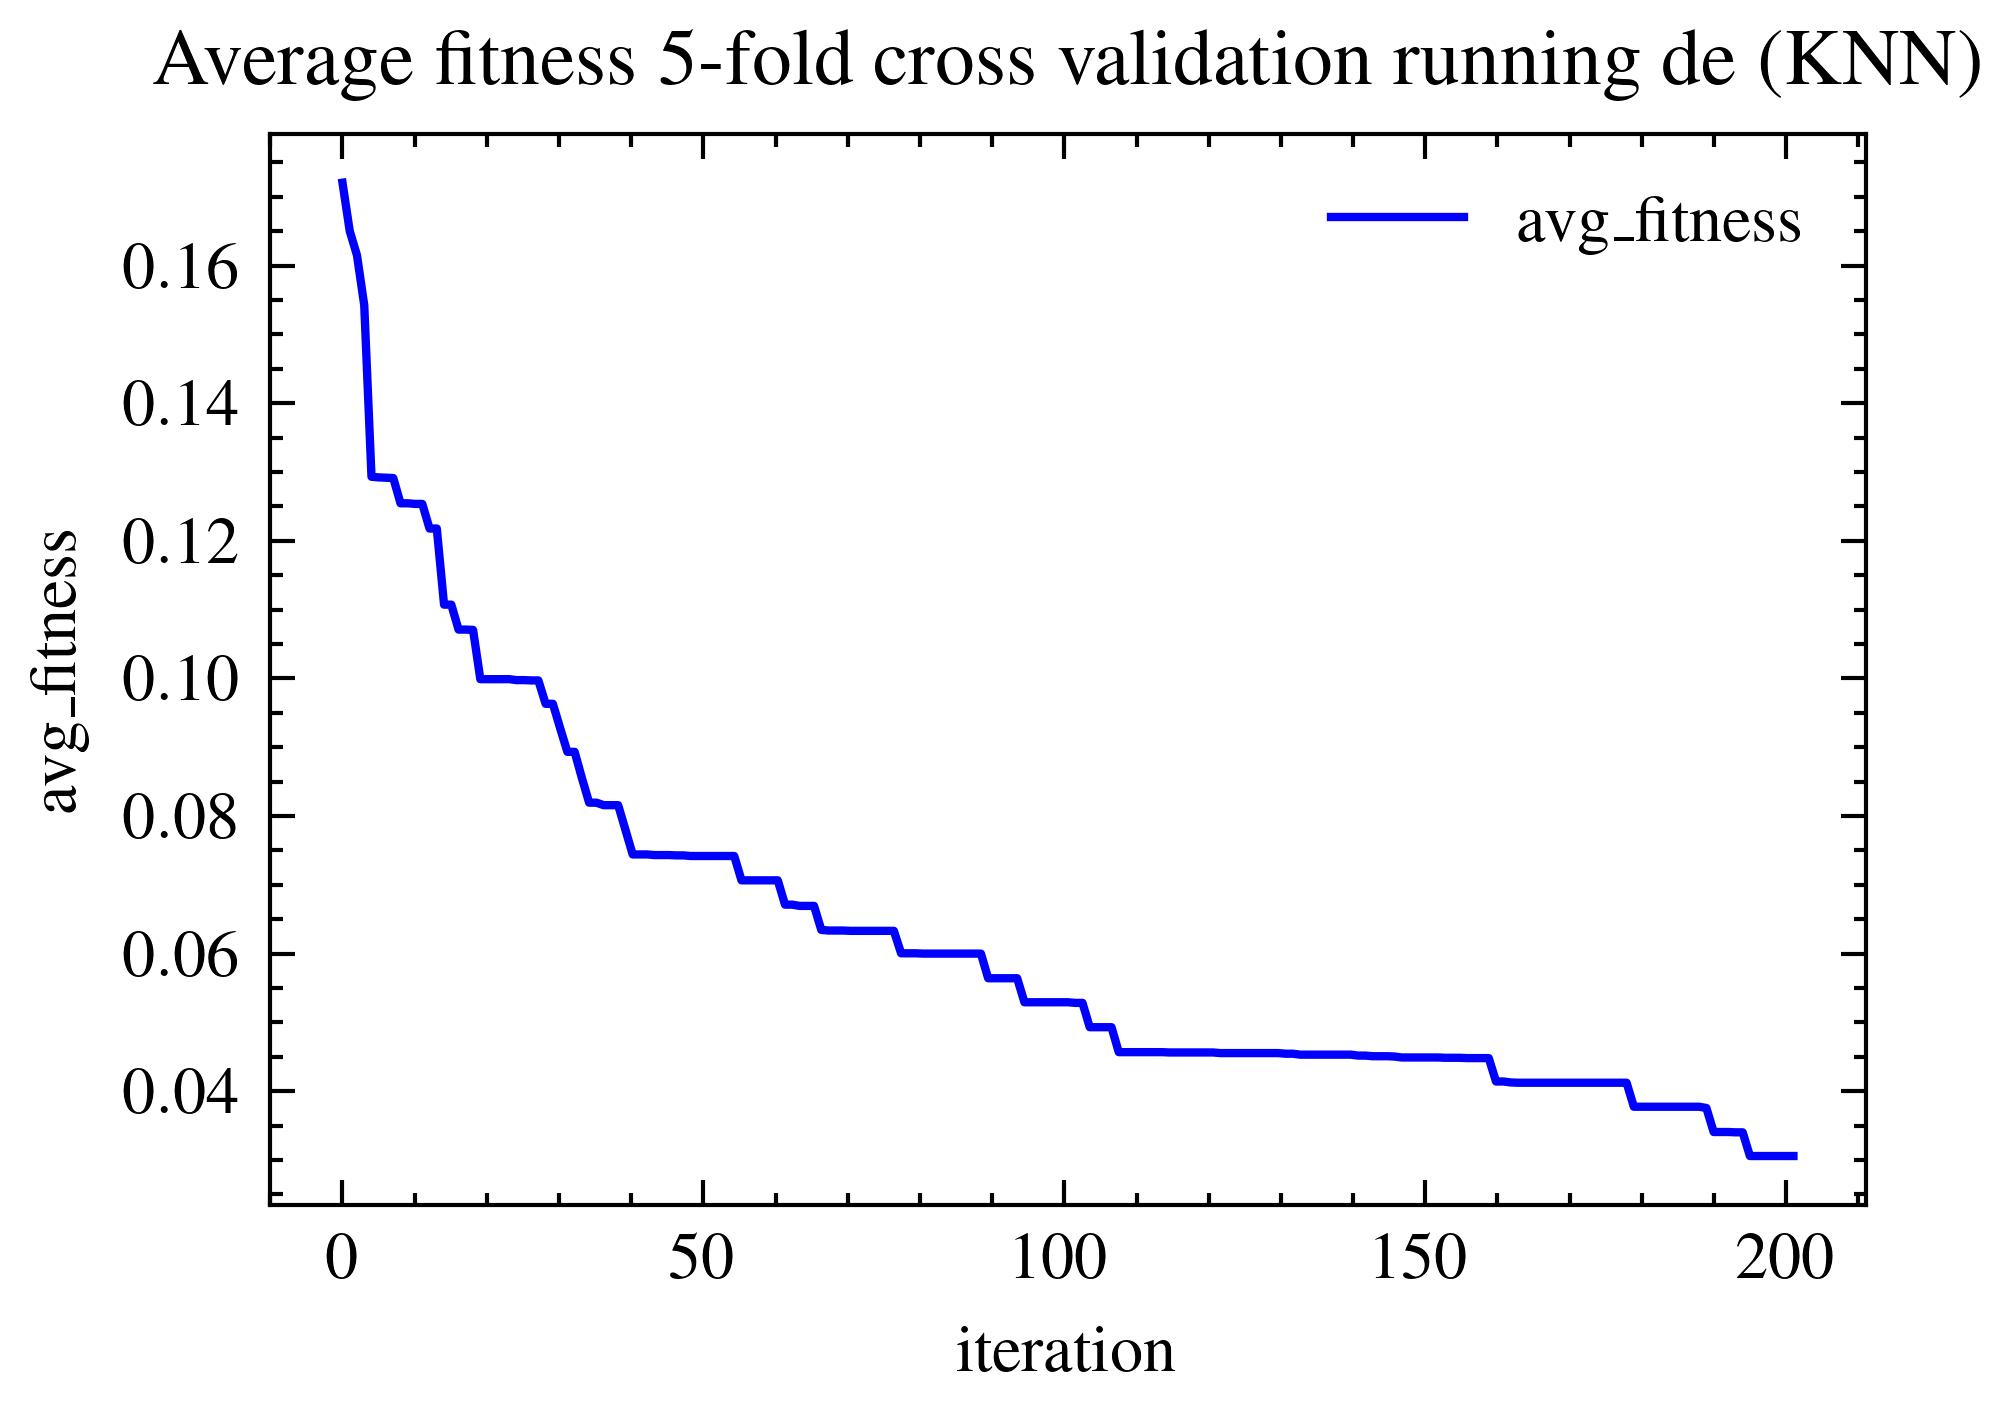 Average fitness 5-fold cross validation running de (KNN)
avg_fitness
0.16
0.14
0.12
0.10
0.08
0.06
0.04
avg_fitness
0 50 100 150 200
iteration